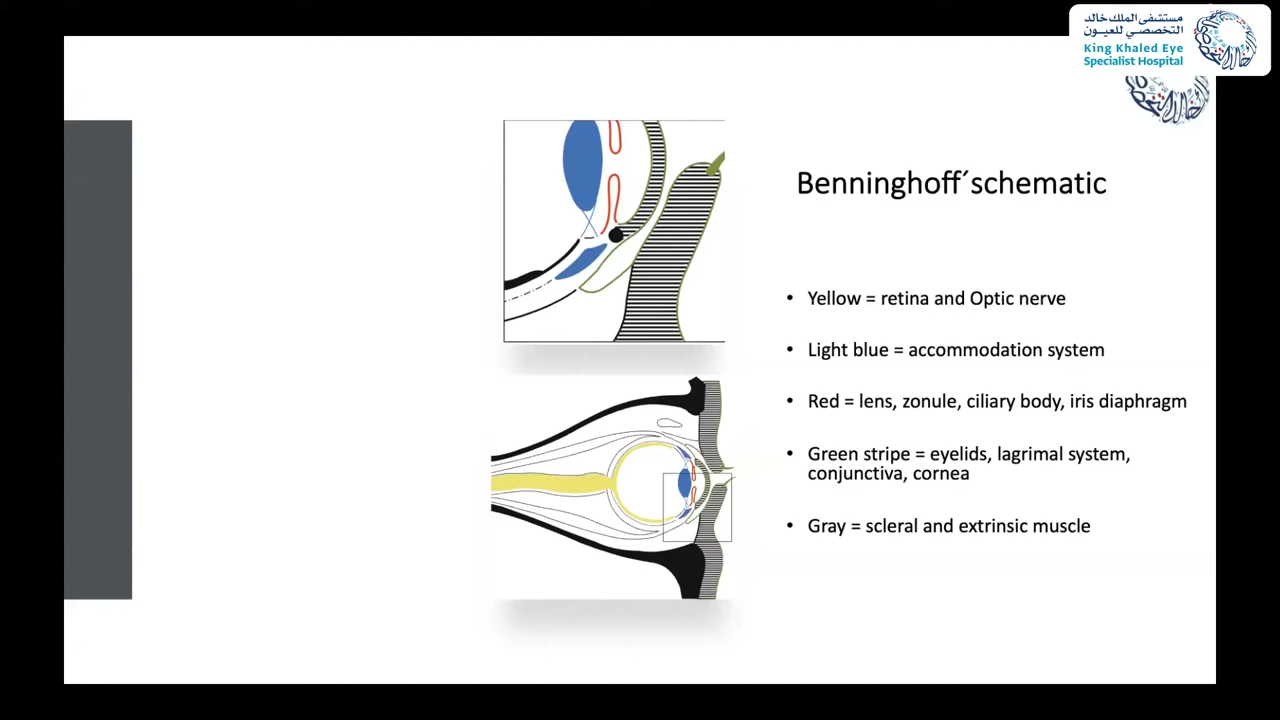 مستشفى الملك خالد
التخصصي للعيون
King Khaled Eye
Specialist Hospital
Benninghoff´schematic
• Yellow = retina and Optic nerve
• Light blue = accommodation system
• Red = lens, zonule, ciliary body, iris diaphragm
• Green stripe = eyelids, lagrimal system,
conjunctiva, cornea
• Gray = scleral and extrinsic muscle